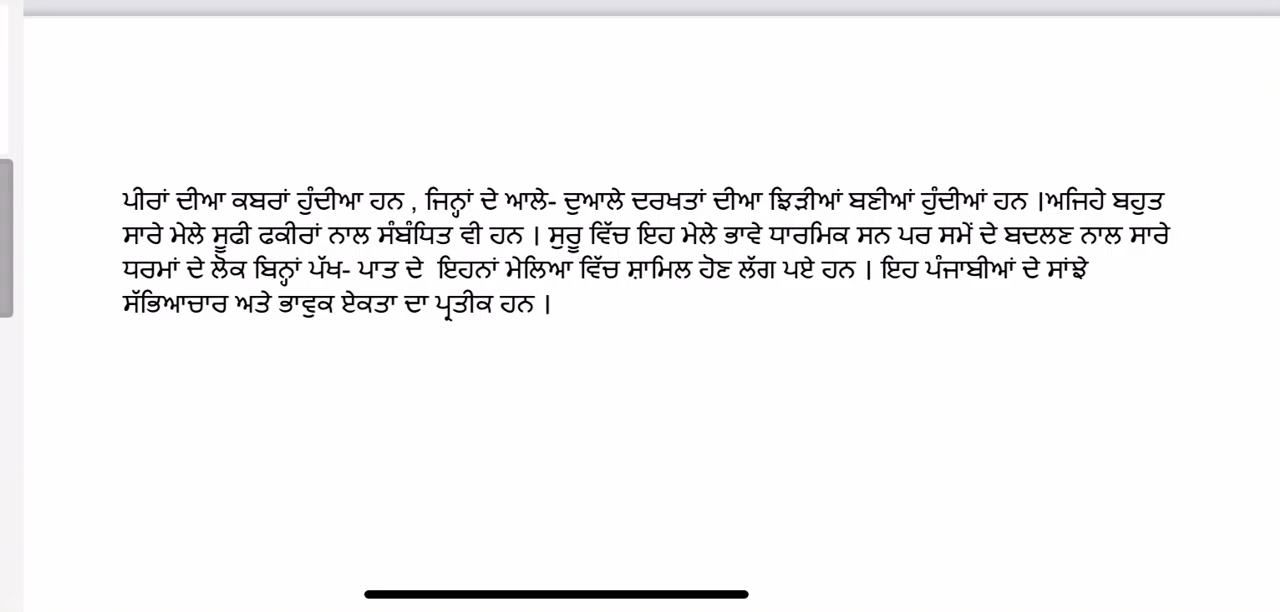 ਪੀਰਾਂ ਦੀਆ ਕਬਰਾਂ ਹੁੰਦੀਆ ਹਨ , ਜਿਨ੍ਹਾਂ ਦੇ ਆਲੇ- ਦੁਆਲੇ ਦਰਖਤਾਂ ਦੀਆ ਝਿੜੀਆਂ ਬਣੀਆਂ ਹੁੰਦੀਆਂ ਹਨ ।ਅਜਿਹੇ ਬਹੁਤ
ਸਾਰੇ ਮੇਲੇ ਸੂਫੀ ਫਕੀਰਾਂ ਨਾਲ ਸੰਬੰਧਿਤ ਵੀ ਹਨ । ਸੁਰੂ ਵਿੱਚ ਇਹ ਮੇਲੇ ਭਾਵੇ ਧਾਰਮਿਕ ਸਨ ਪਰ ਸਮੇਂ ਦੇ ਬਦਲਣ ਨਾਲ ਸਾਰੇ
ਧਰਮਾਂ ਦੇ ਲੋਕ ਬਿਨ੍ਹਾਂ ਪੱਖ- ਪਾਤ ਦੇ  ਇਹਨਾਂ ਮੇਲਿਆ ਵਿੱਚ ਸ਼ਾਮਿਲ ਹੋਣ ਲੱਗ ਪਏ ਹਨ । ਇਹ ਪੰਜਾਬੀਆਂ ਦੇ ਸਾਂਝੇ
ਸੱਭਿਆਚਾਰ ਅਤੇ ਭਾਵੁਕ ਏਕਤਾ ਦਾ ਪ੍ਰਤੀਕ ਹਨ ।